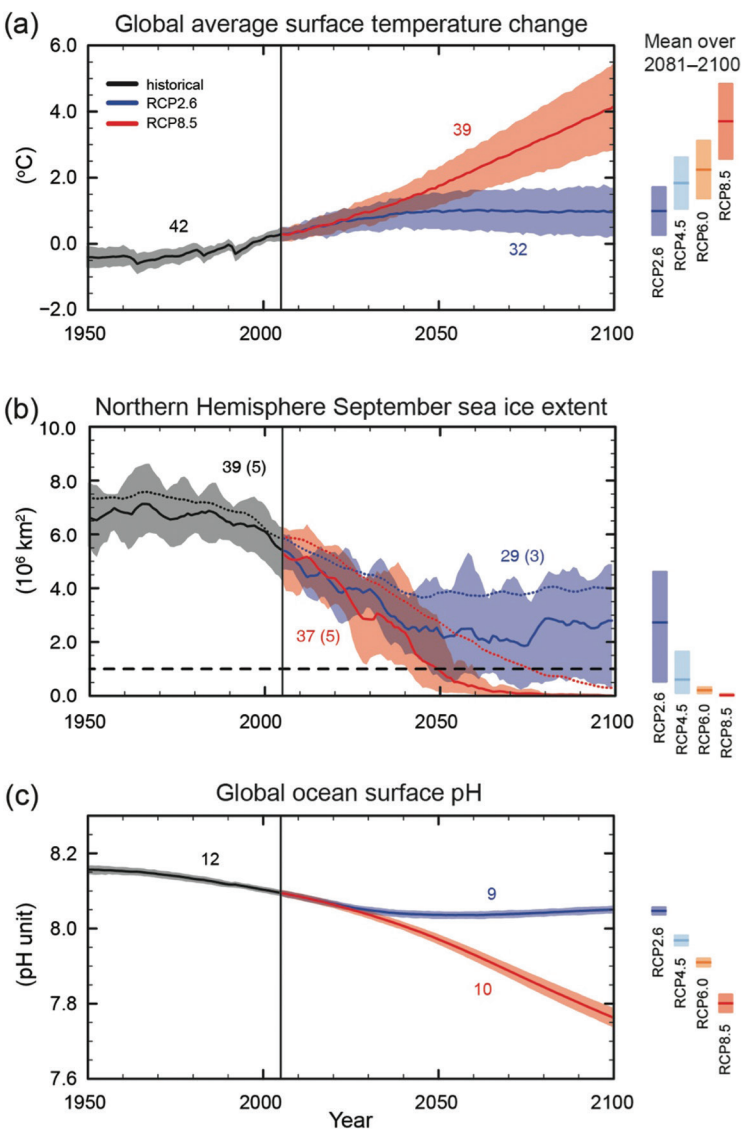 (a) Global average surface temperature change
Mean over
2081–2100
6.0
4.0
2.0
0.0
−2.0
(°C)
historical
RCP2.6
RCP8.5
42
39
32
1950 2000 2050 2100
RCP2.6
RCP4.5
RCP6.0
RCP8.5
(b) Northern Hemisphere September sea ice extent
10.0
8.0
6.0
4.0
2.0
0.0
(10⁶ km²)
39 (5)
29 (3)
37 (5)
1950 2000 2050 2100
RCP2.6
RCP4.5
RCP6.0
RCP8.5
(c) Global ocean surface pH
8.2
8.0
7.8
7.6
(pH unit)
12
9
10
1950 2000 2050 2100
Year
RCP2.6
RCP4.5
RCP6.0
RCP8.5